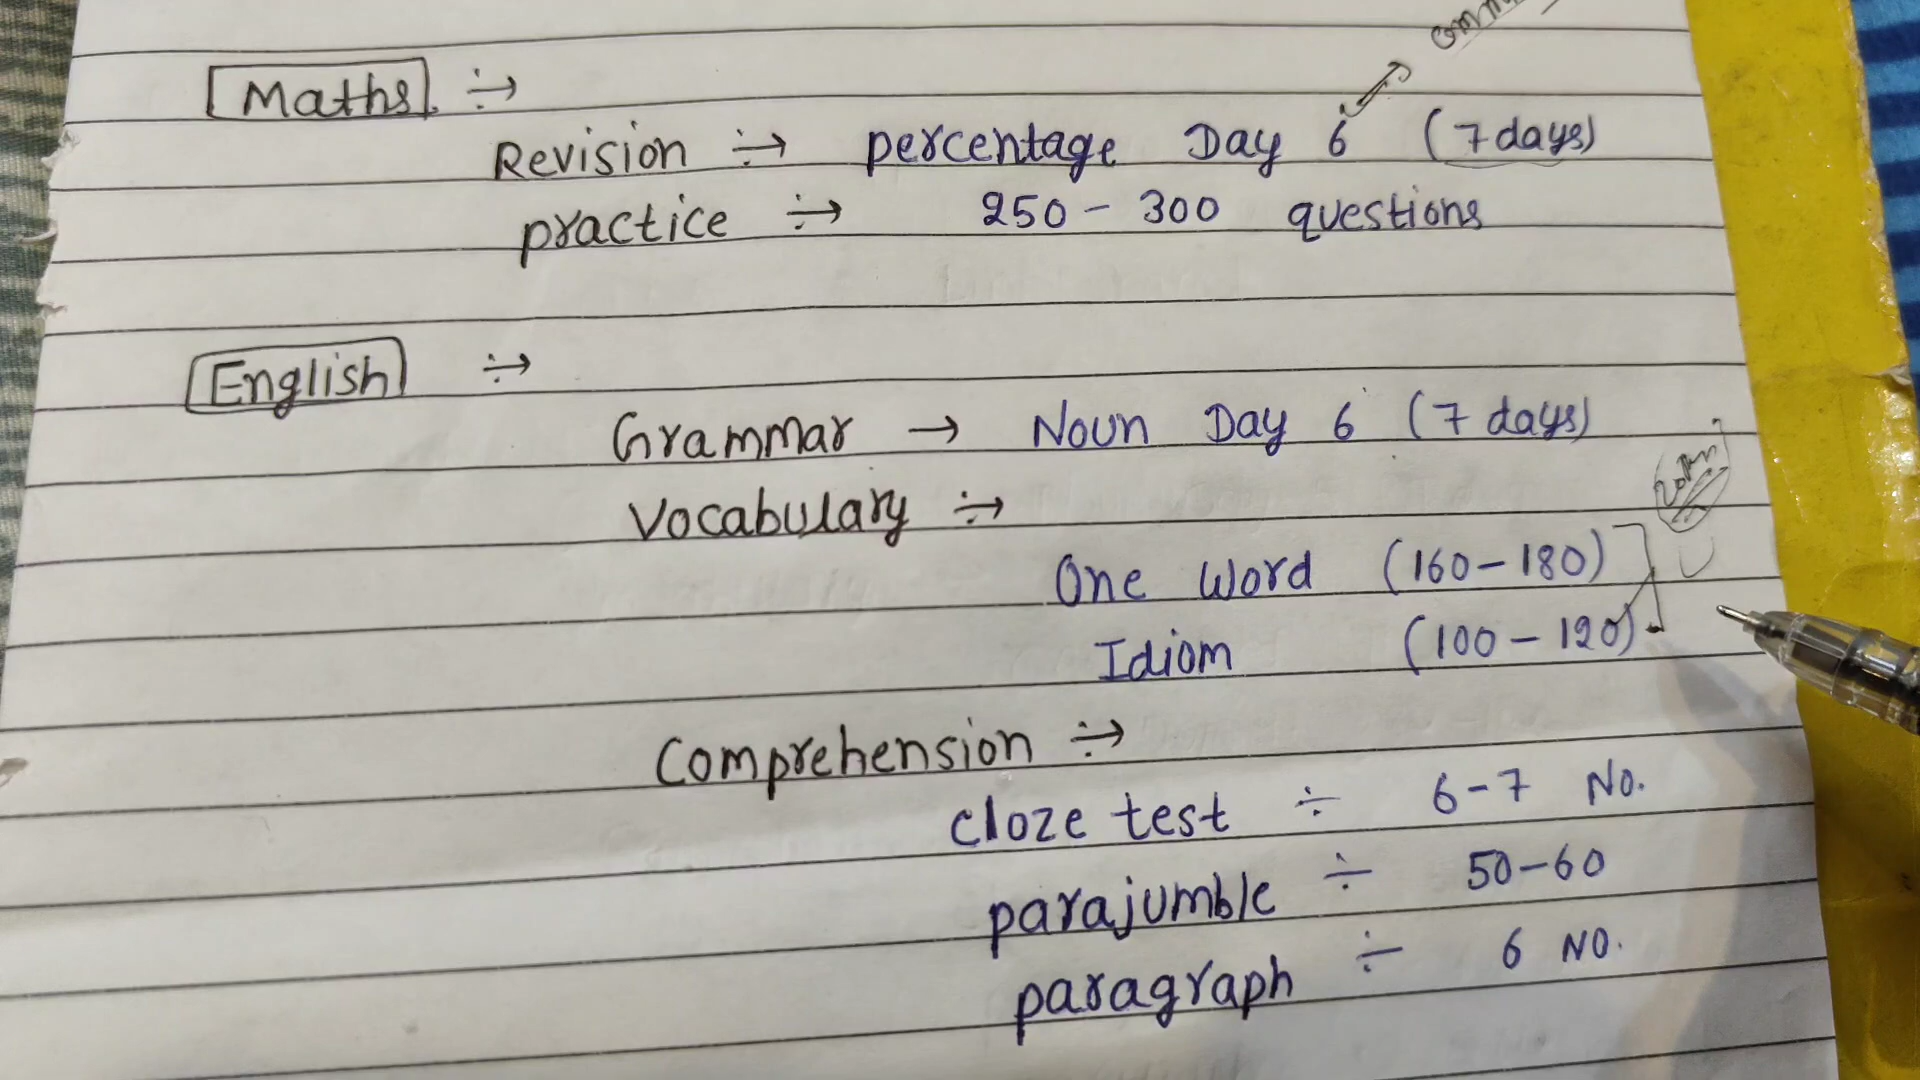 Maths ÷→
Revision ÷→ percentage Day 6 (7 days)
practice ÷→ 250 - 300 questions
English ÷→
Grammar → Noun Day 6 (7 days)
Vocabulary ÷→
One Word (160-180)
Idiom (100-120)
Comprehension ÷→
cloze test ÷ 6-7 No.
parajumble ÷ 50-60
paragraph ÷ 6 No.